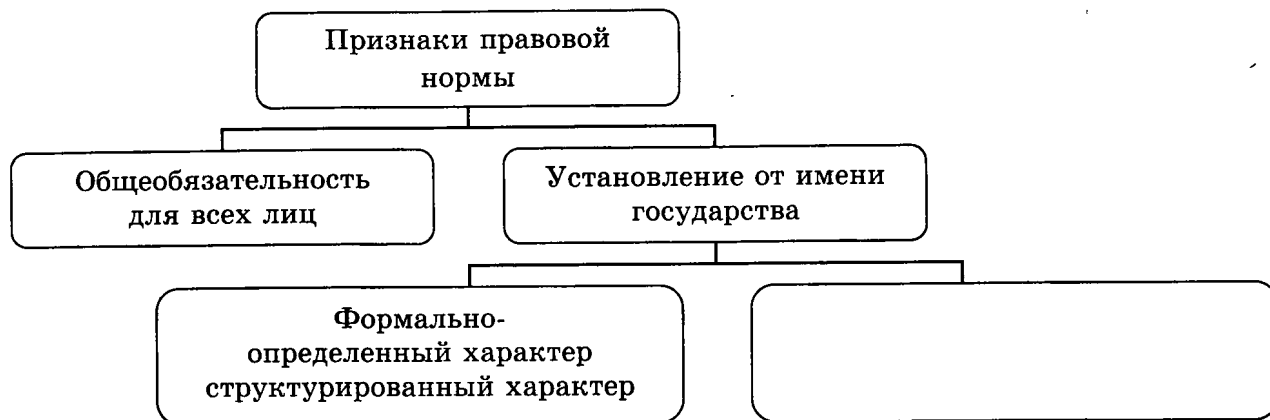 Признаки правовой
нормы
Общеобязательность
для всех лиц
Установление от имени
государства
Формально-
определенный характер
структурированный характер